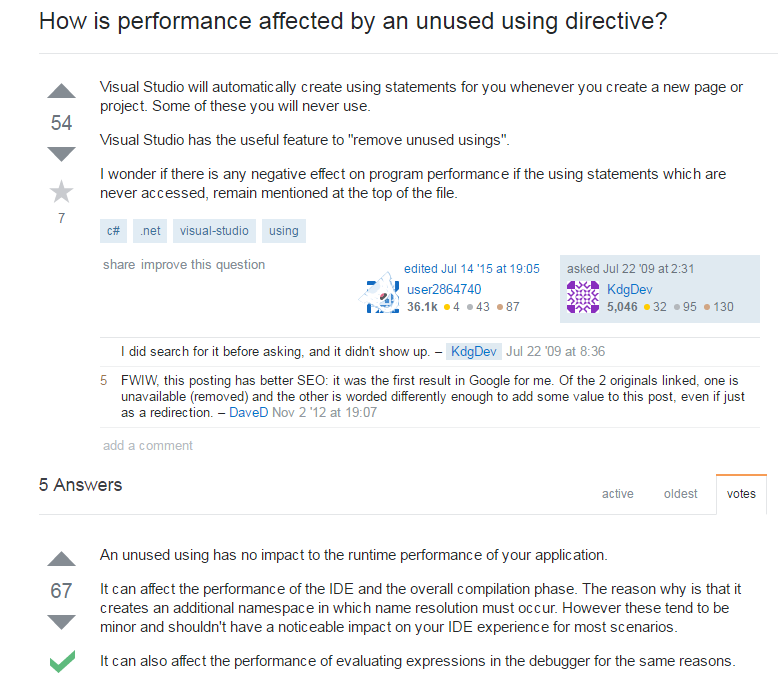 How is performance affected by an unused using directive?
Visual Studio will automatically create using statements for you whenever you create a new page or
project. Some of these you will never use.
54
Visual Studio has the useful feature to "remove unused usings".
I wonder if there is any negative effect on program performance if the using statements which are
never accessed, remain mentioned at the top of the file.
7
c# .net visual-studio using
share improve this question
edited Jul 14 '15 at 19:05
user2864740
36.1k 4 43 87
asked Jul 22 '09 at 2:31
KdgDev
5,046 32 95 130
I did search for it before asking, and it didn't show up. – KdgDev Jul 22 '09 at 8:36
5 FWIW, this posting has better SEO: it was the first result in Google for me. Of the 2 originals linked, one is
unavailable (removed) and the other is worded differently enough to add some value to this post, even if just
as a redirection. – DaveD Nov 2 '12 at 19:07
add a comment
5 Answers
active oldest votes
An unused using has no impact to the runtime performance of your application.
67
It can affect the performance of the IDE and the overall compilation phase. The reason why is that it
creates an additional namespace in which name resolution must occur. However these tend to be
minor and shouldn't have a noticeable impact on your IDE experience for most scenarios.
It can also affect the performance of evaluating expressions in the debugger for the same reasons.